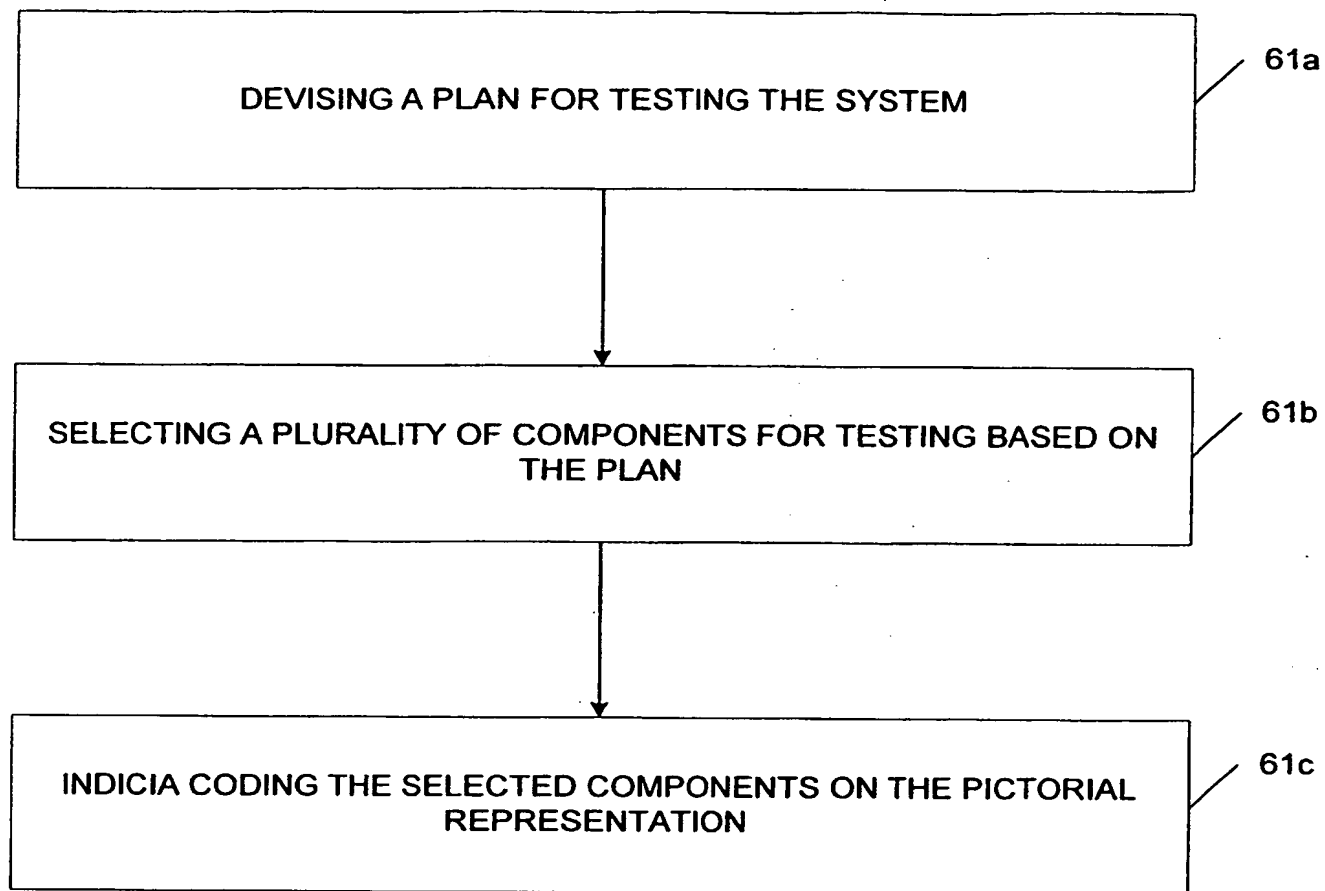 DEVISING A PLAN FOR TESTING THE SYSTEM
61a
SELECTING A PLURALITY OF COMPONENTS FOR TESTING BASED ON
THE PLAN
61b
INDICIA CODING THE SELECTED COMPONENTS ON THE PICTORIAL
REPRESENTATION
61c